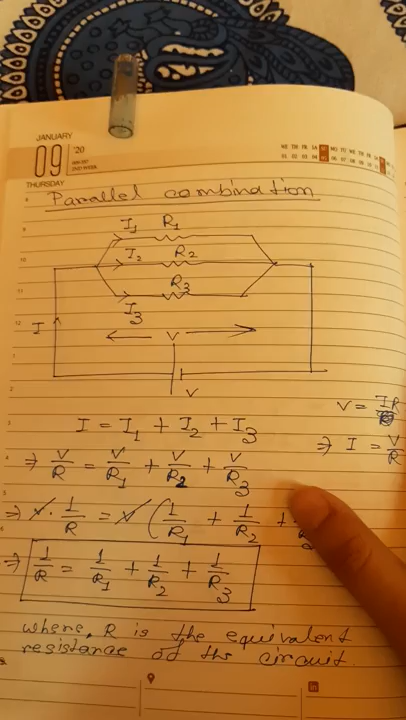 JANUARY
09 '20
THURSDAY
Parallel combination
I₁ R₁
I₂ R₂
R₃
I₃
I
V
V
V = IR
I = I₁ + I₂ + I₃
⇒ I = V/R
⇒ V/R = V/R₁ + V/R₂ + V/R₃
⇒ V · 1/R = V (1/R₁ + 1/R₂ +
⇒ 1/R = 1/R₁ + 1/R₂ + 1/R₃
where, R is the equivalent
resistance of the circuit.